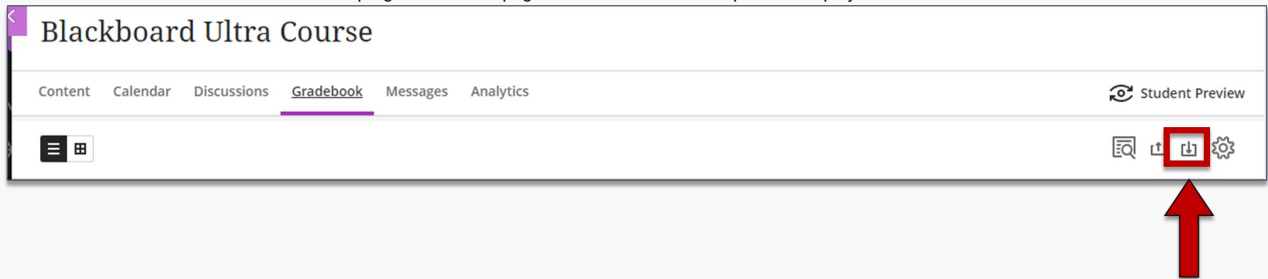 Blackboard Ultra Course
Content Calendar Discussions Gradebook Messages Analytics
Student Preview